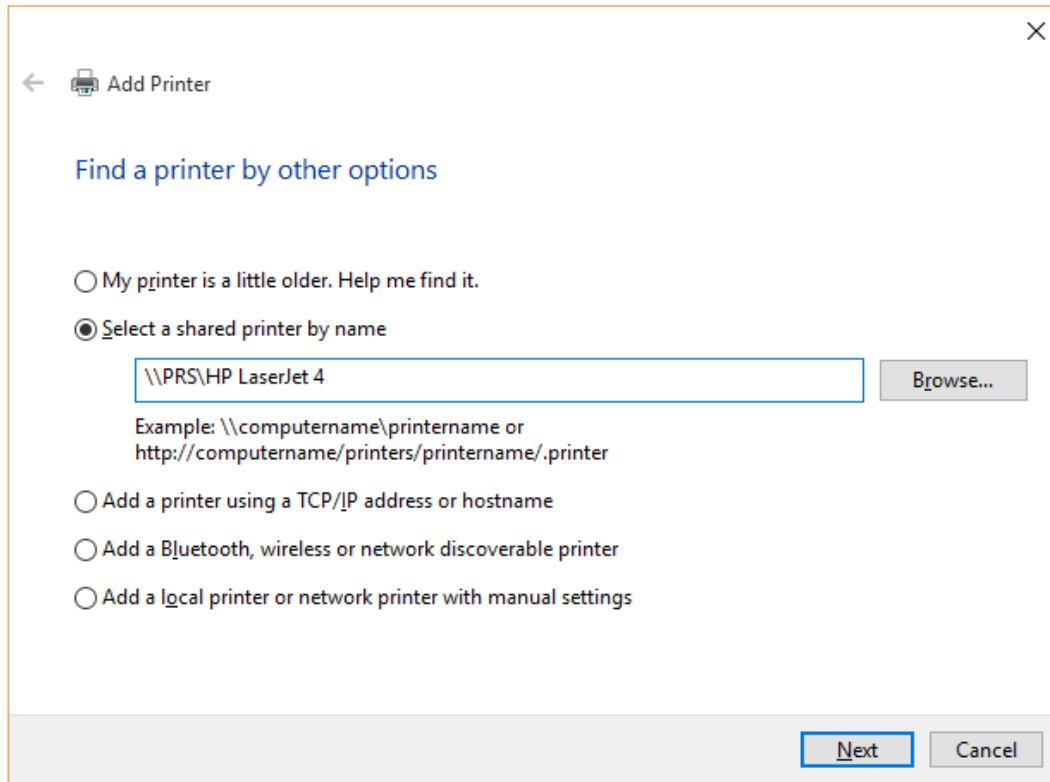 Add Printer
Find a printer by other options
My printer is a little older. Help me find it.
Select a shared printer by name
\\PRS\HP LaserJet 4
Browse...
Example: \\computername\printername or
http://computername/printers/printername/.printer
Add a printer using a TCP/IP address or hostname
Add a Bluetooth, wireless or network discoverable printer
Add a local printer or network printer with manual settings
Next
Cancel